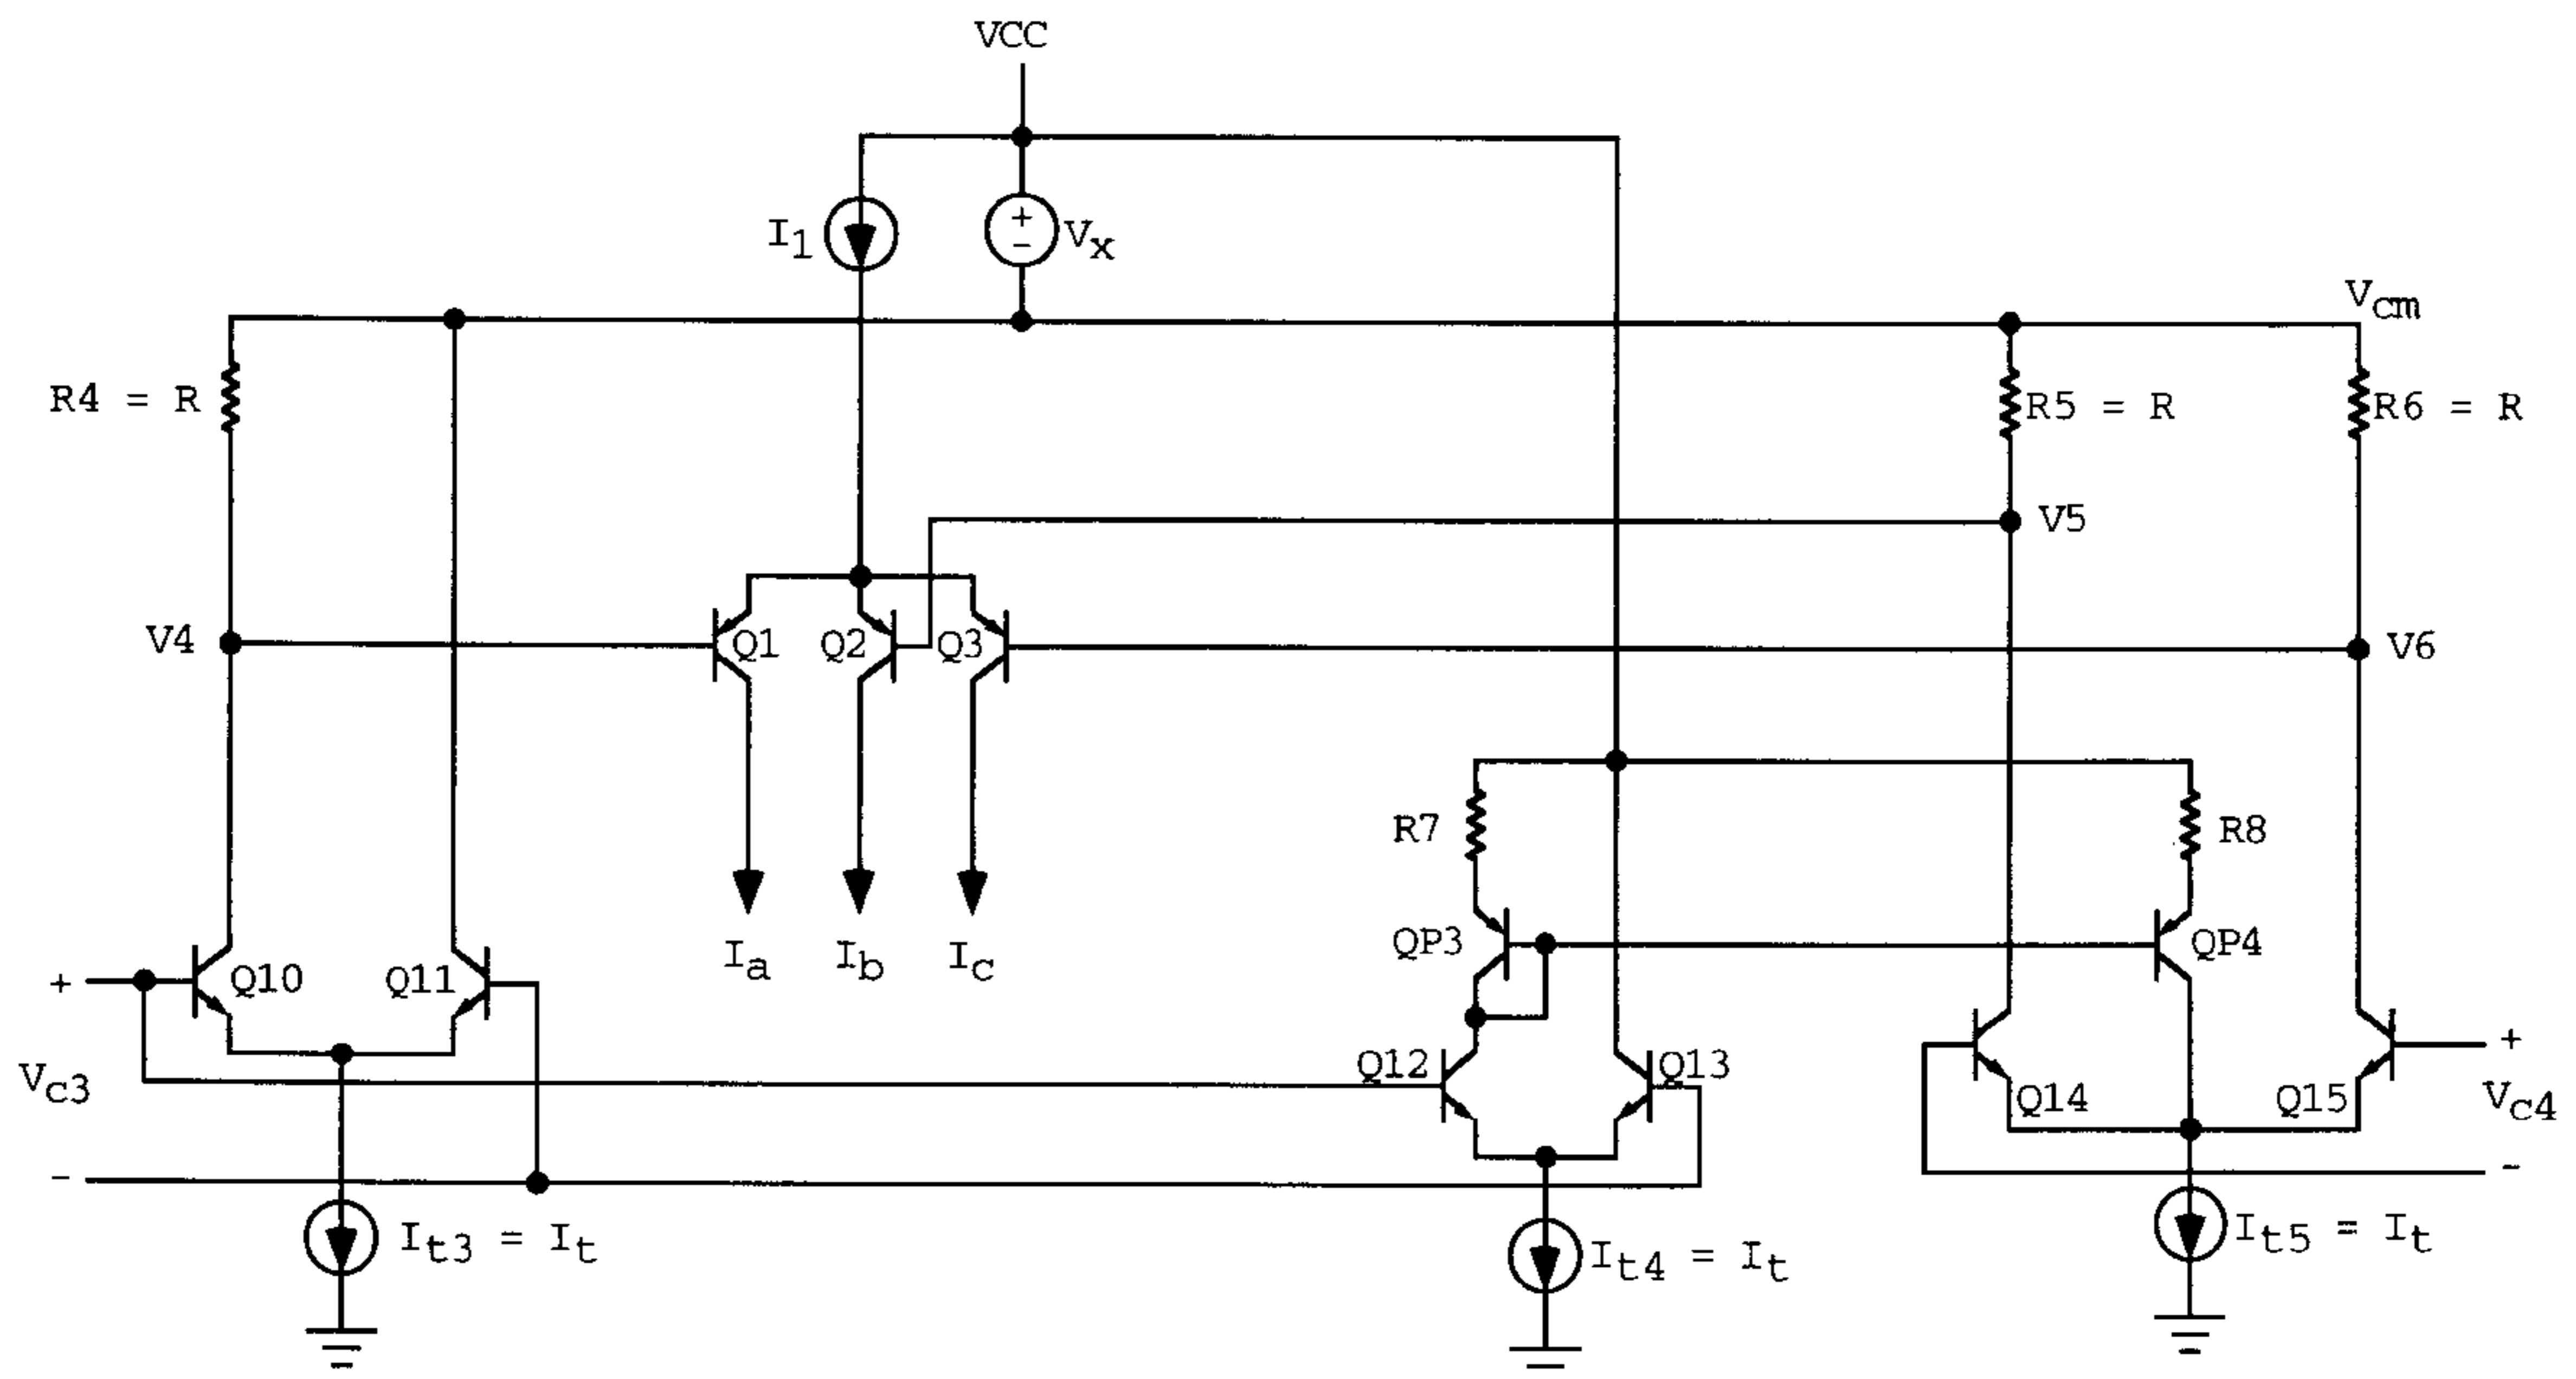 VCC
I1
+
−
Vx
Vcm
R4 = R
R5 = R
R6 = R
V5
V4
Q1
Q2
Q3
V6
R7
R8
QP3
QP4
Ia
Ib
Ic
+
Q10
Q11
Vc3
−
Q12
Q13
Q14
Q15
+
Vc4
-
It3 = It
It4 = It
It5 = It